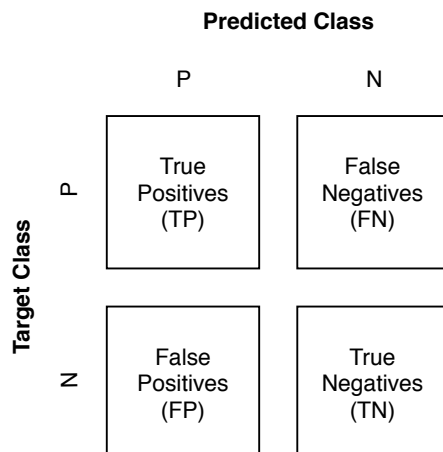 Predicted Class
P
N
Target Class
P
True
Positives
(TP)
False
Negatives
(FN)
N
False
Positives
(FP)
True
Negatives
(TN)